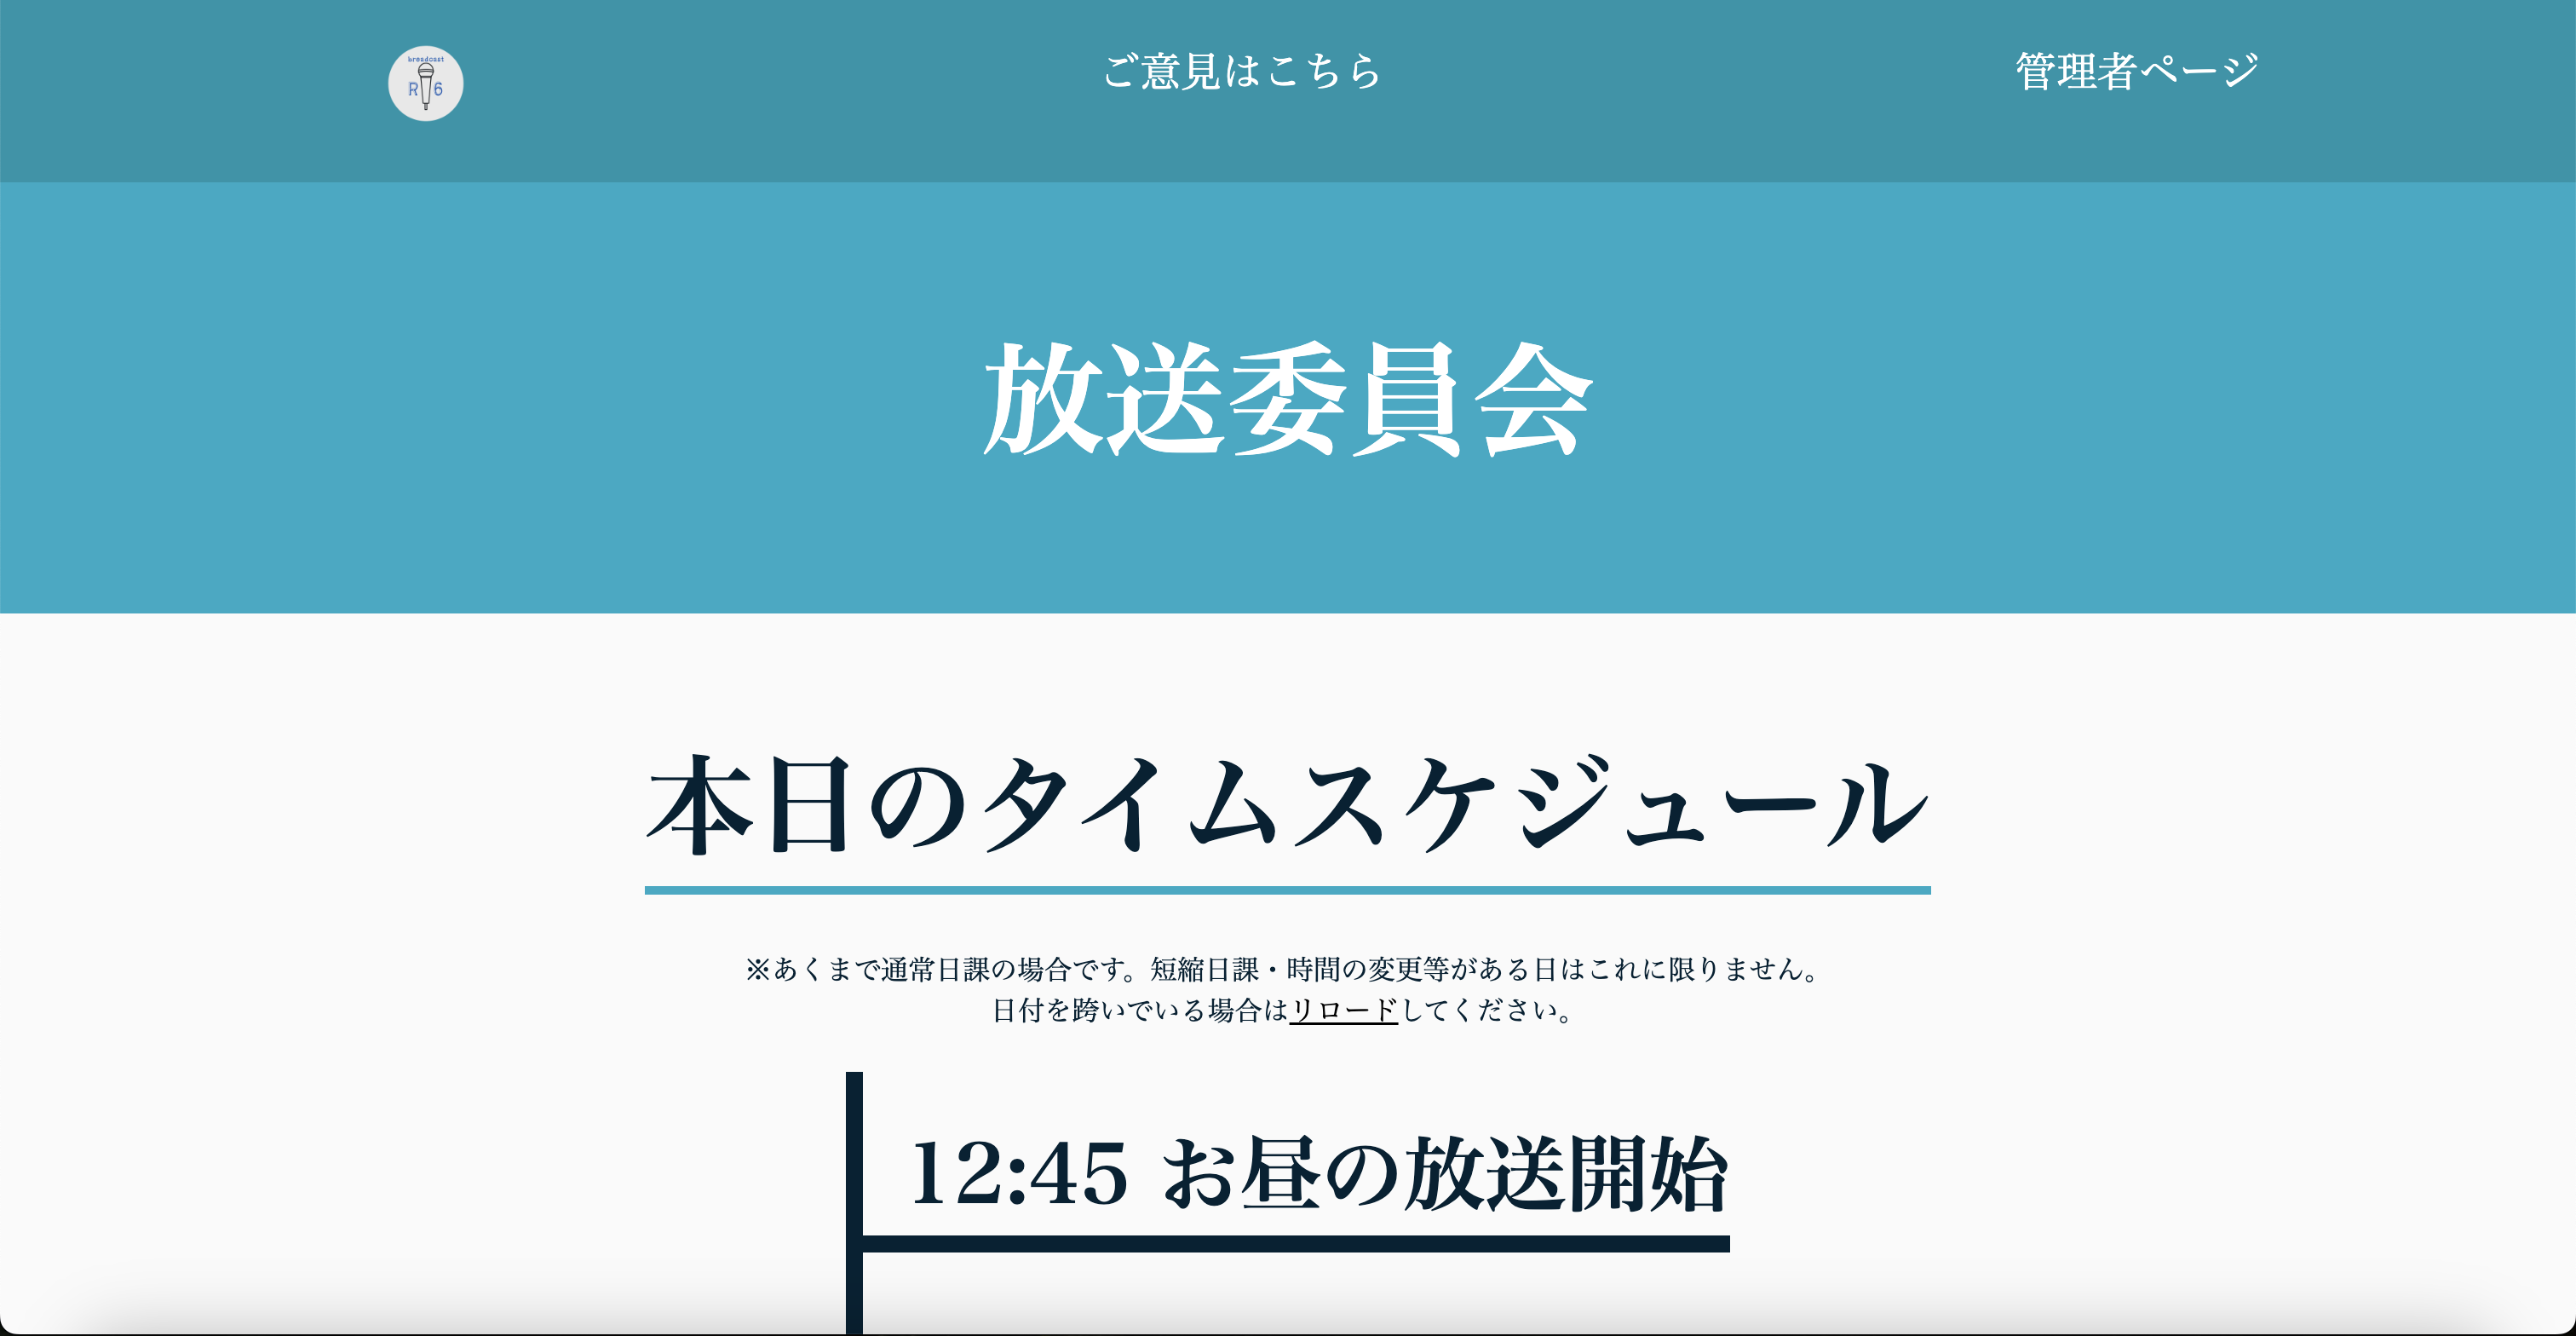 broadcast
R 6
ご意見はこちら
管理者ページ
放送委員会
本日のタイムスケジュール
※あくまで通常日課の場合です。短縮日課・時間の変更等がある日はこれに限りません。
日付を跨いでいる場合はリロードしてください。
12:45 お昼の放送開始